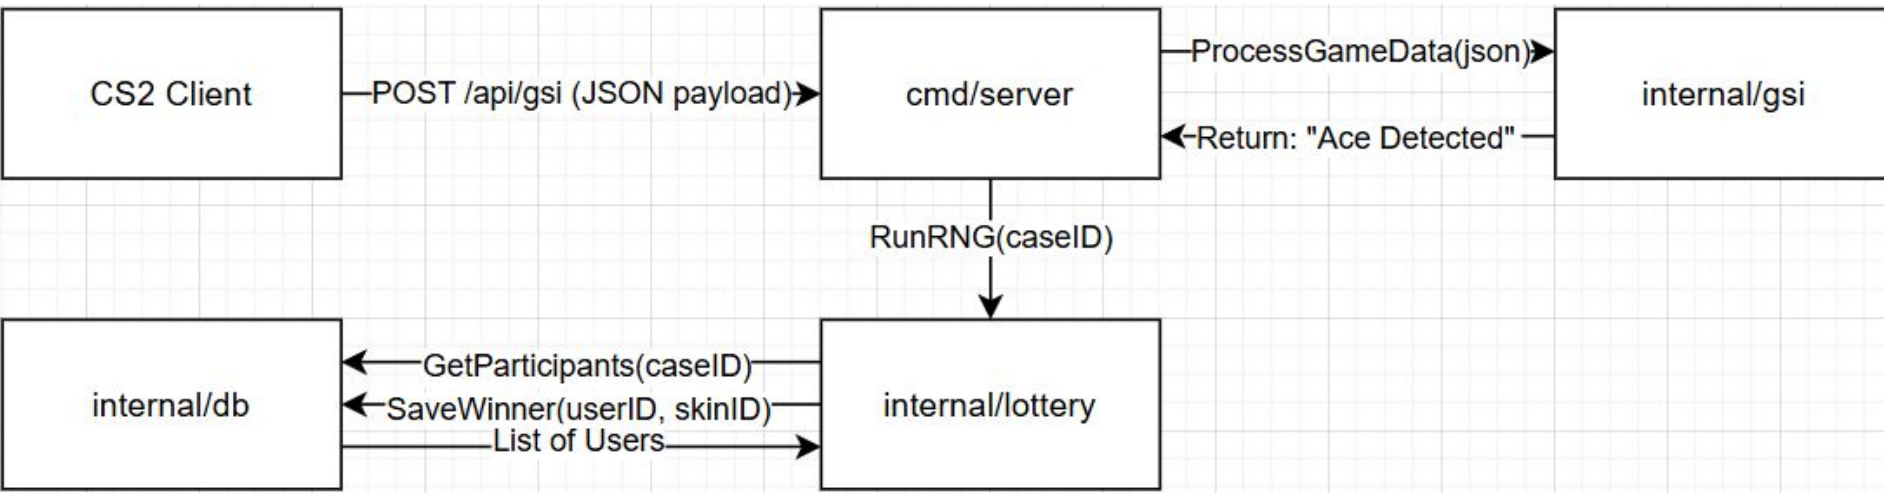 CS2 Client
POST /api/gsi (JSON payload)
cmd/server
ProcessGameData(json)
Return: "Ace Detected"
internal/gsi
RunRNG(caseID)
internal/db
GetParticipants(caseID)
SaveWinner(userID, skinID)
List of Users
internal/lottery